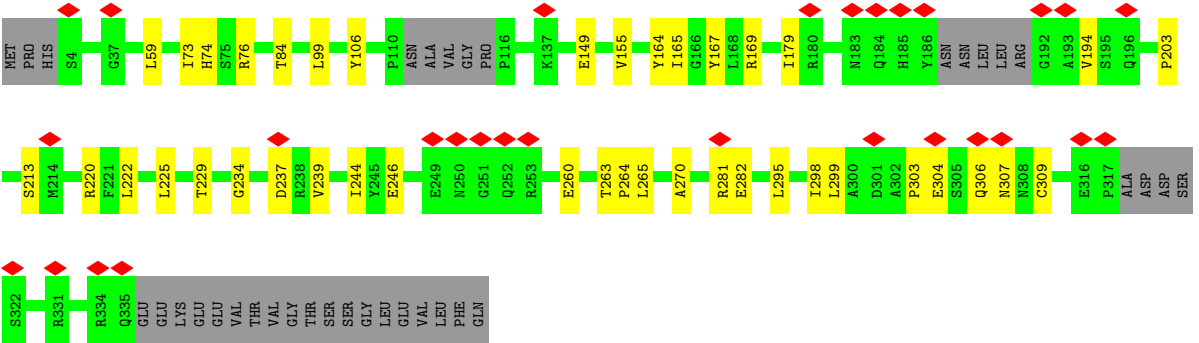 MET PRO HIS S4 G37 L59 I73 H74 S75 R76 T84 L99 Y106 P110 ASN ALA VAL GLY PRO P116 K137 E149 V155 Y164 I165 G166 Y167 L168 R169 I179 R180 N183 Q184 H185 Y186 ASN ASN LEU LEU ARG G192 A193 V194 S195 Q196 P203
S213 M214 R220 F221 L222 L225 T229 G234 D237 R238 V239 I244 Y245 E246 E249 N250 G251 Q252 R253 E260 T263 P264 L265 A270 R281 E282 L295 I298 L299 A300 D301 A302 P303 E304 S305 Q306 N307 N308 C309 E316 P317 ALA ASP ASP SER
S322 R331 R334 Q335 GLU GLU LYS GLU GLU VAL THR VAL GLY THR SER SER GLY LEU GLU VAL LEU PHE GLN